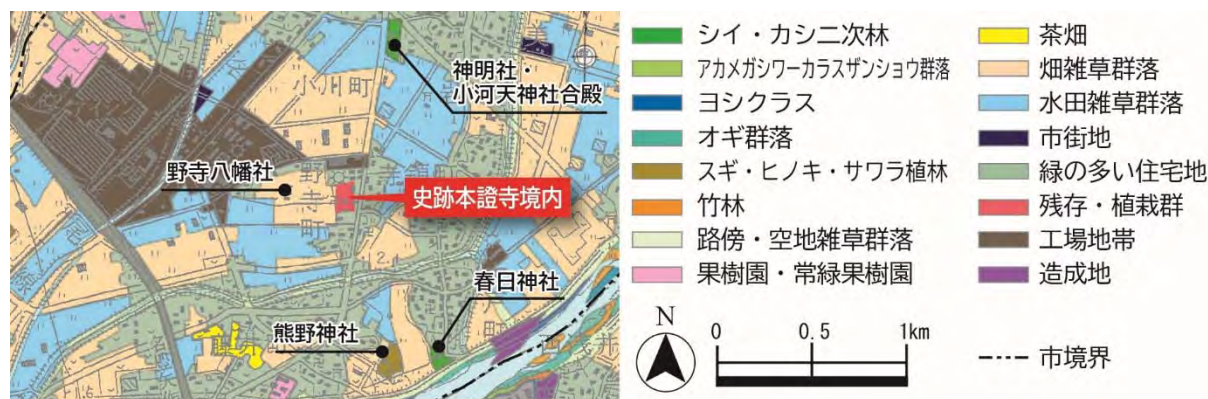 神明社・
小河天神社合殿
小河町
野寺八幡社
野寺町
史跡本證寺境内
春日神社
熊野神社
シイ・カシ二次林
アカメガシワーカラスザンショウ群落
ヨシクラス
オギ群落
スギ・ヒノキ・サワラ植林
竹林
路傍・空地雑草群落
果樹園・常緑果樹園
茶畑
畑雑草群落
水田雑草群落
市街地
緑の多い住宅地
残存・植栽群
工場地帯
造成地
N
0 0.5 1km
市境界